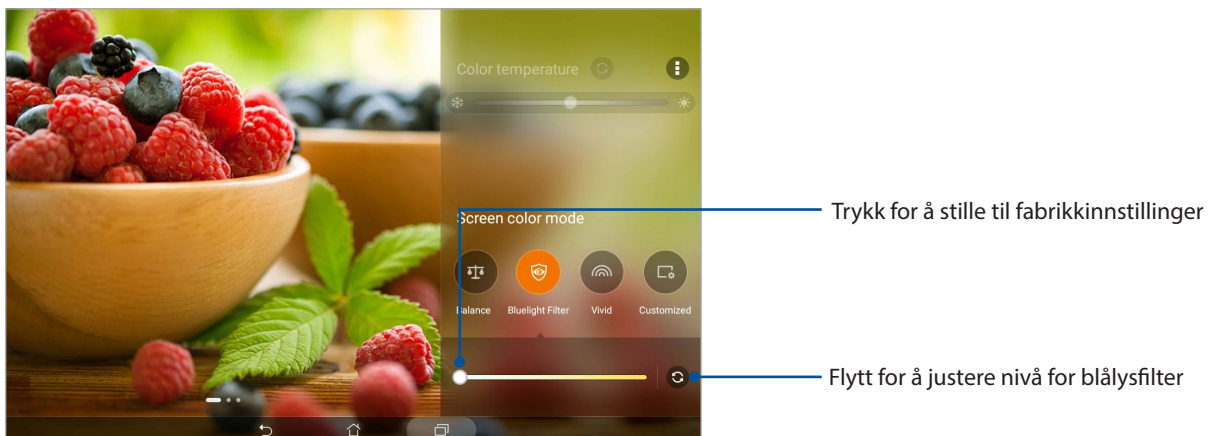 Color temperature
Screen color mode
Trykk for å stille til fabrikkinnstillinger
Balance
Bluelight Filter
Vivid
Customized
Flytt for å justere nivå for blålysfilter